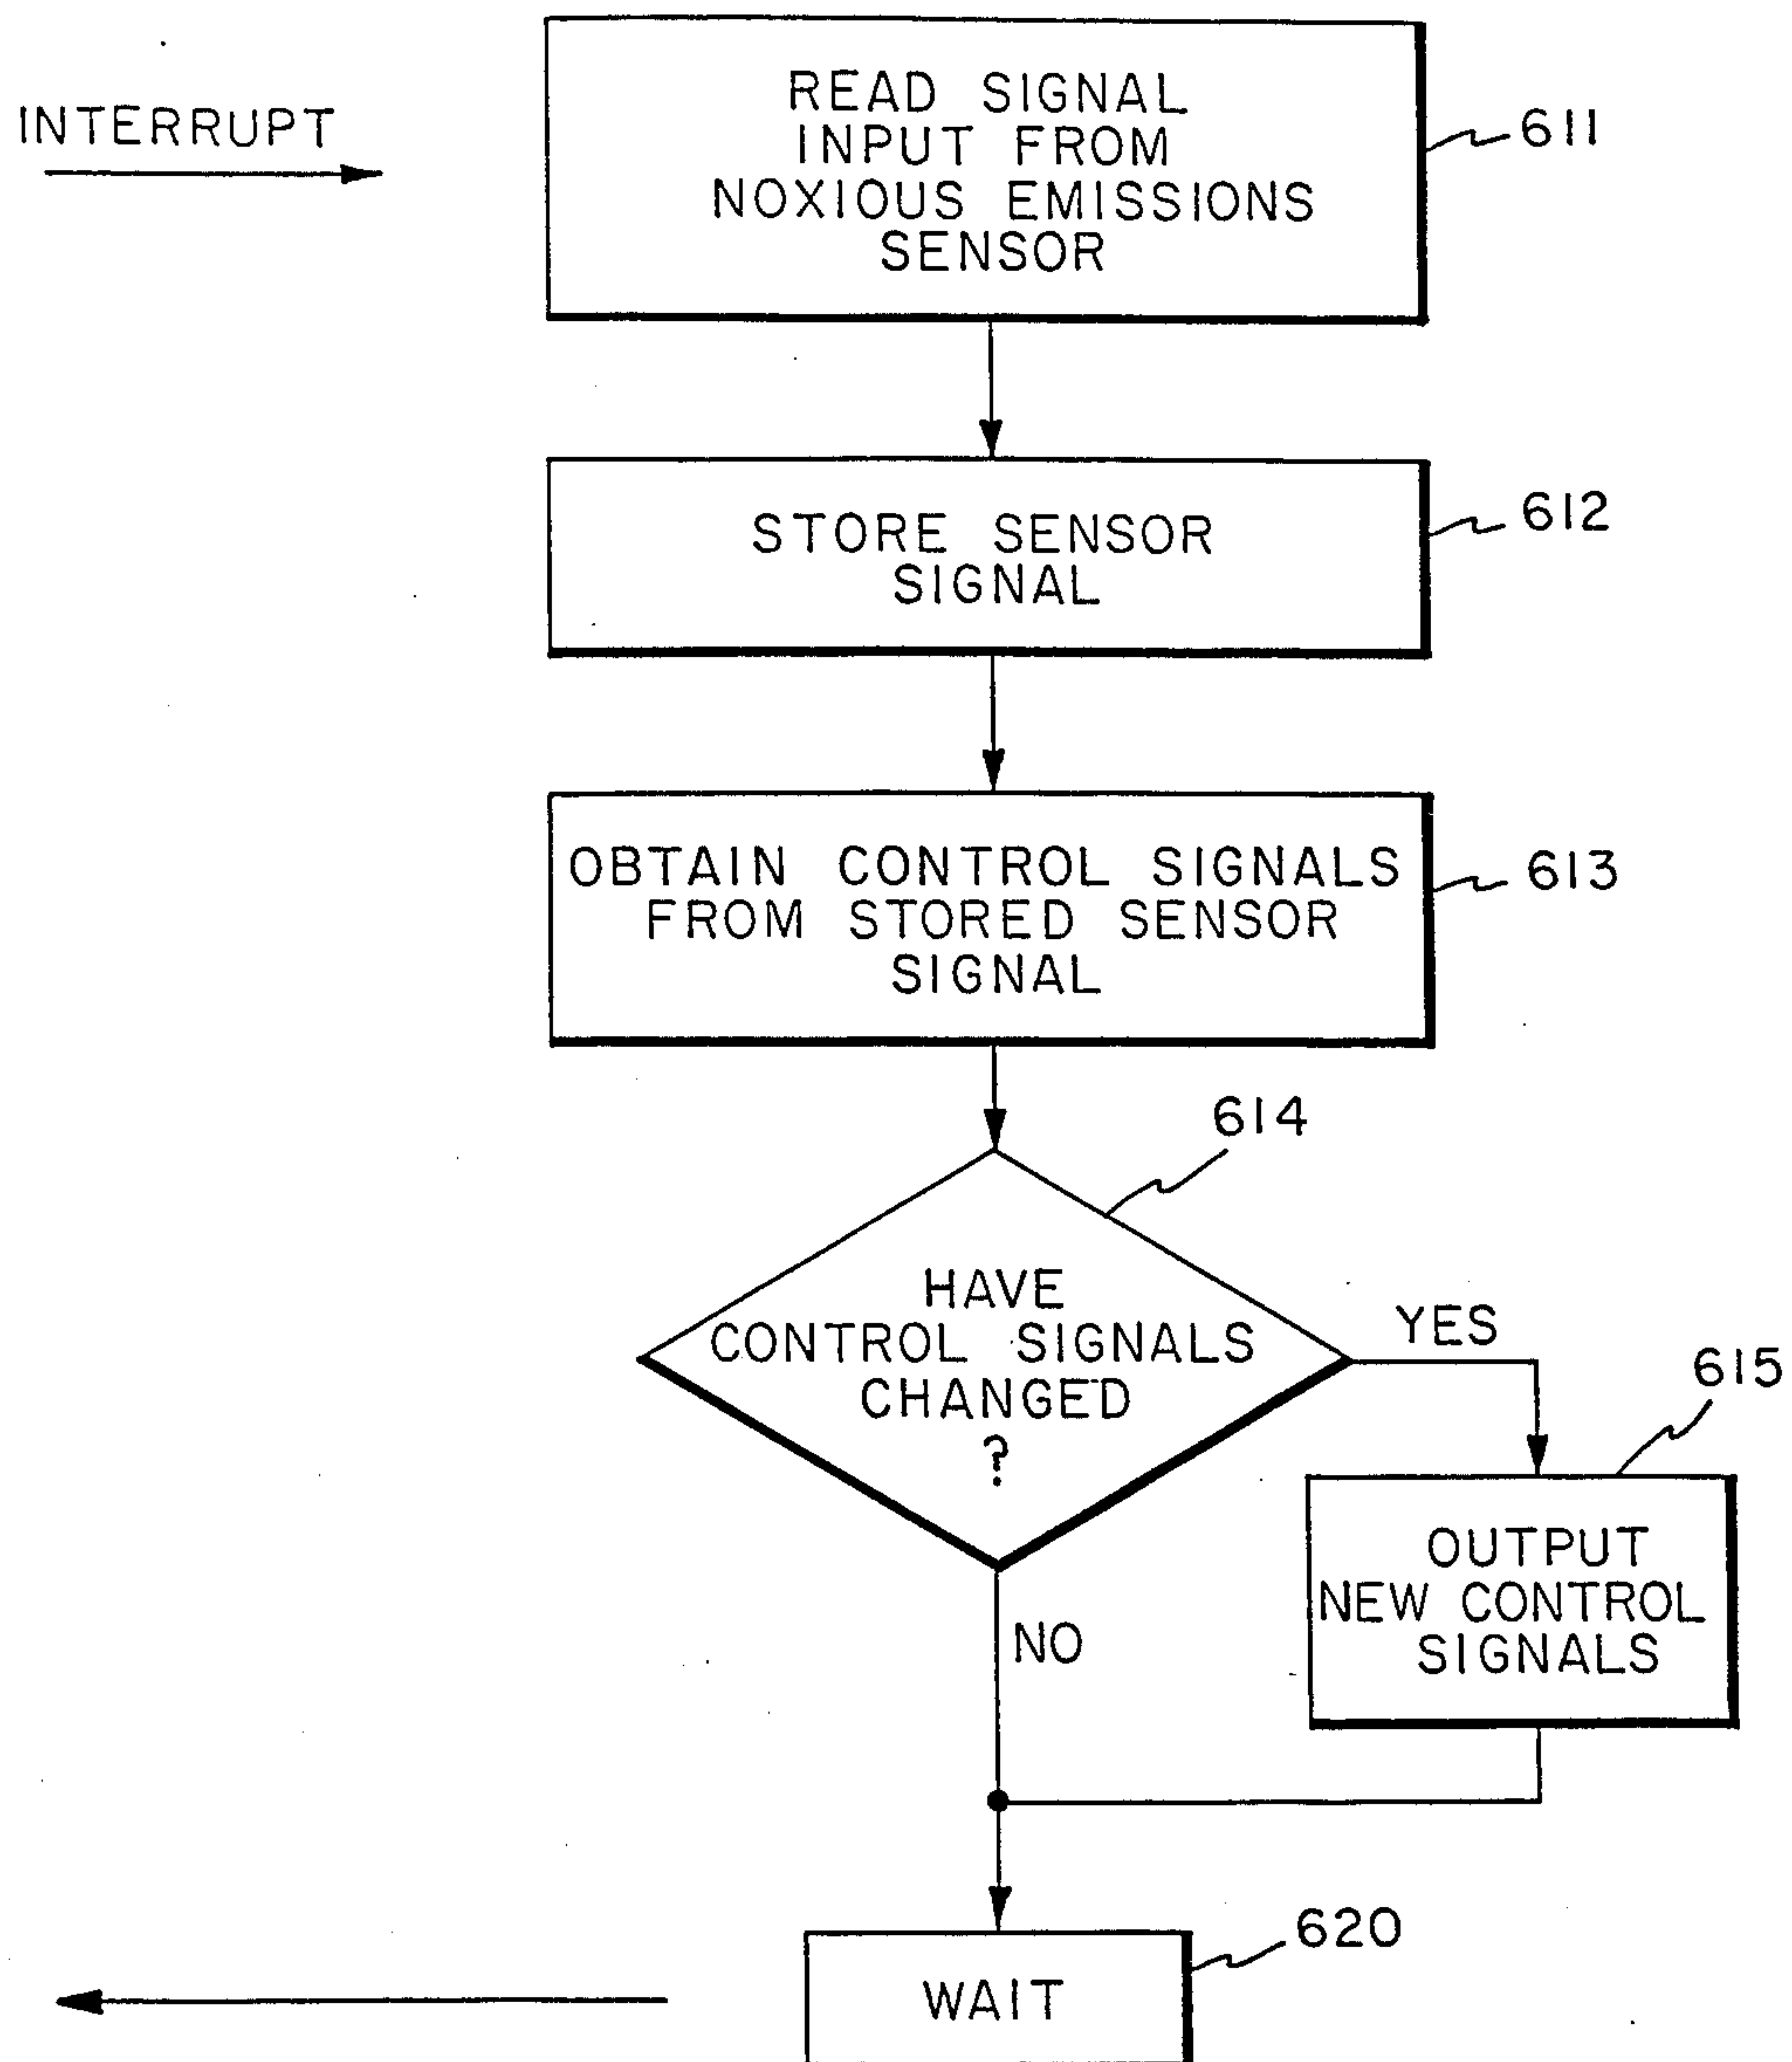 INTERRUPT
READ SIGNAL
INPUT FROM
NOXIOUS EMISSIONS
SENSOR
611
STORE SENSOR
SIGNAL
612
OBTAIN CONTROL SIGNALS
FROM STORED SENSOR
SIGNAL
613
614
HAVE
CONTROL SIGNALS
CHANGED
?
YES
615
OUTPUT
NEW CONTROL
SIGNALS
NO
620
WAIT